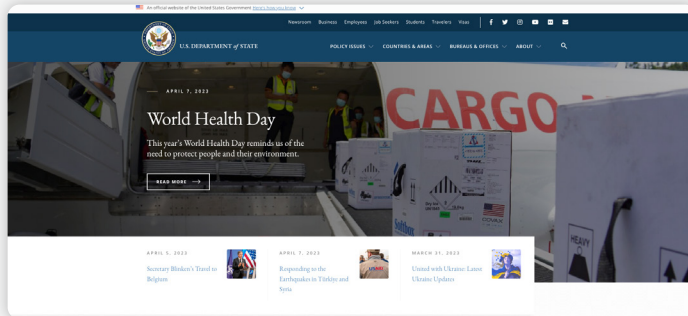 An official website of the United States Government Here's how you know
Newsroom Business Employees Job Seekers Students Travelers Visas
U.S. DEPARTMENT of STATE
POLICY ISSUES COUNTRIES & AREAS BUREAUS & OFFICES ABOUT
APRIL 7, 2023
World Health Day
This year's World Health Day reminds us of the
need to protect people and their environment.
READ MORE →
CARGO
HEAVY
APRIL 5, 2023
Secretary Blinken's Travel to
Belgium
APRIL 7, 2023
Responding to the
Earthquakes in Türkiye and
Syria
USAID
MARCH 31, 2023
United with Ukraine: Latest
Ukraine Updates